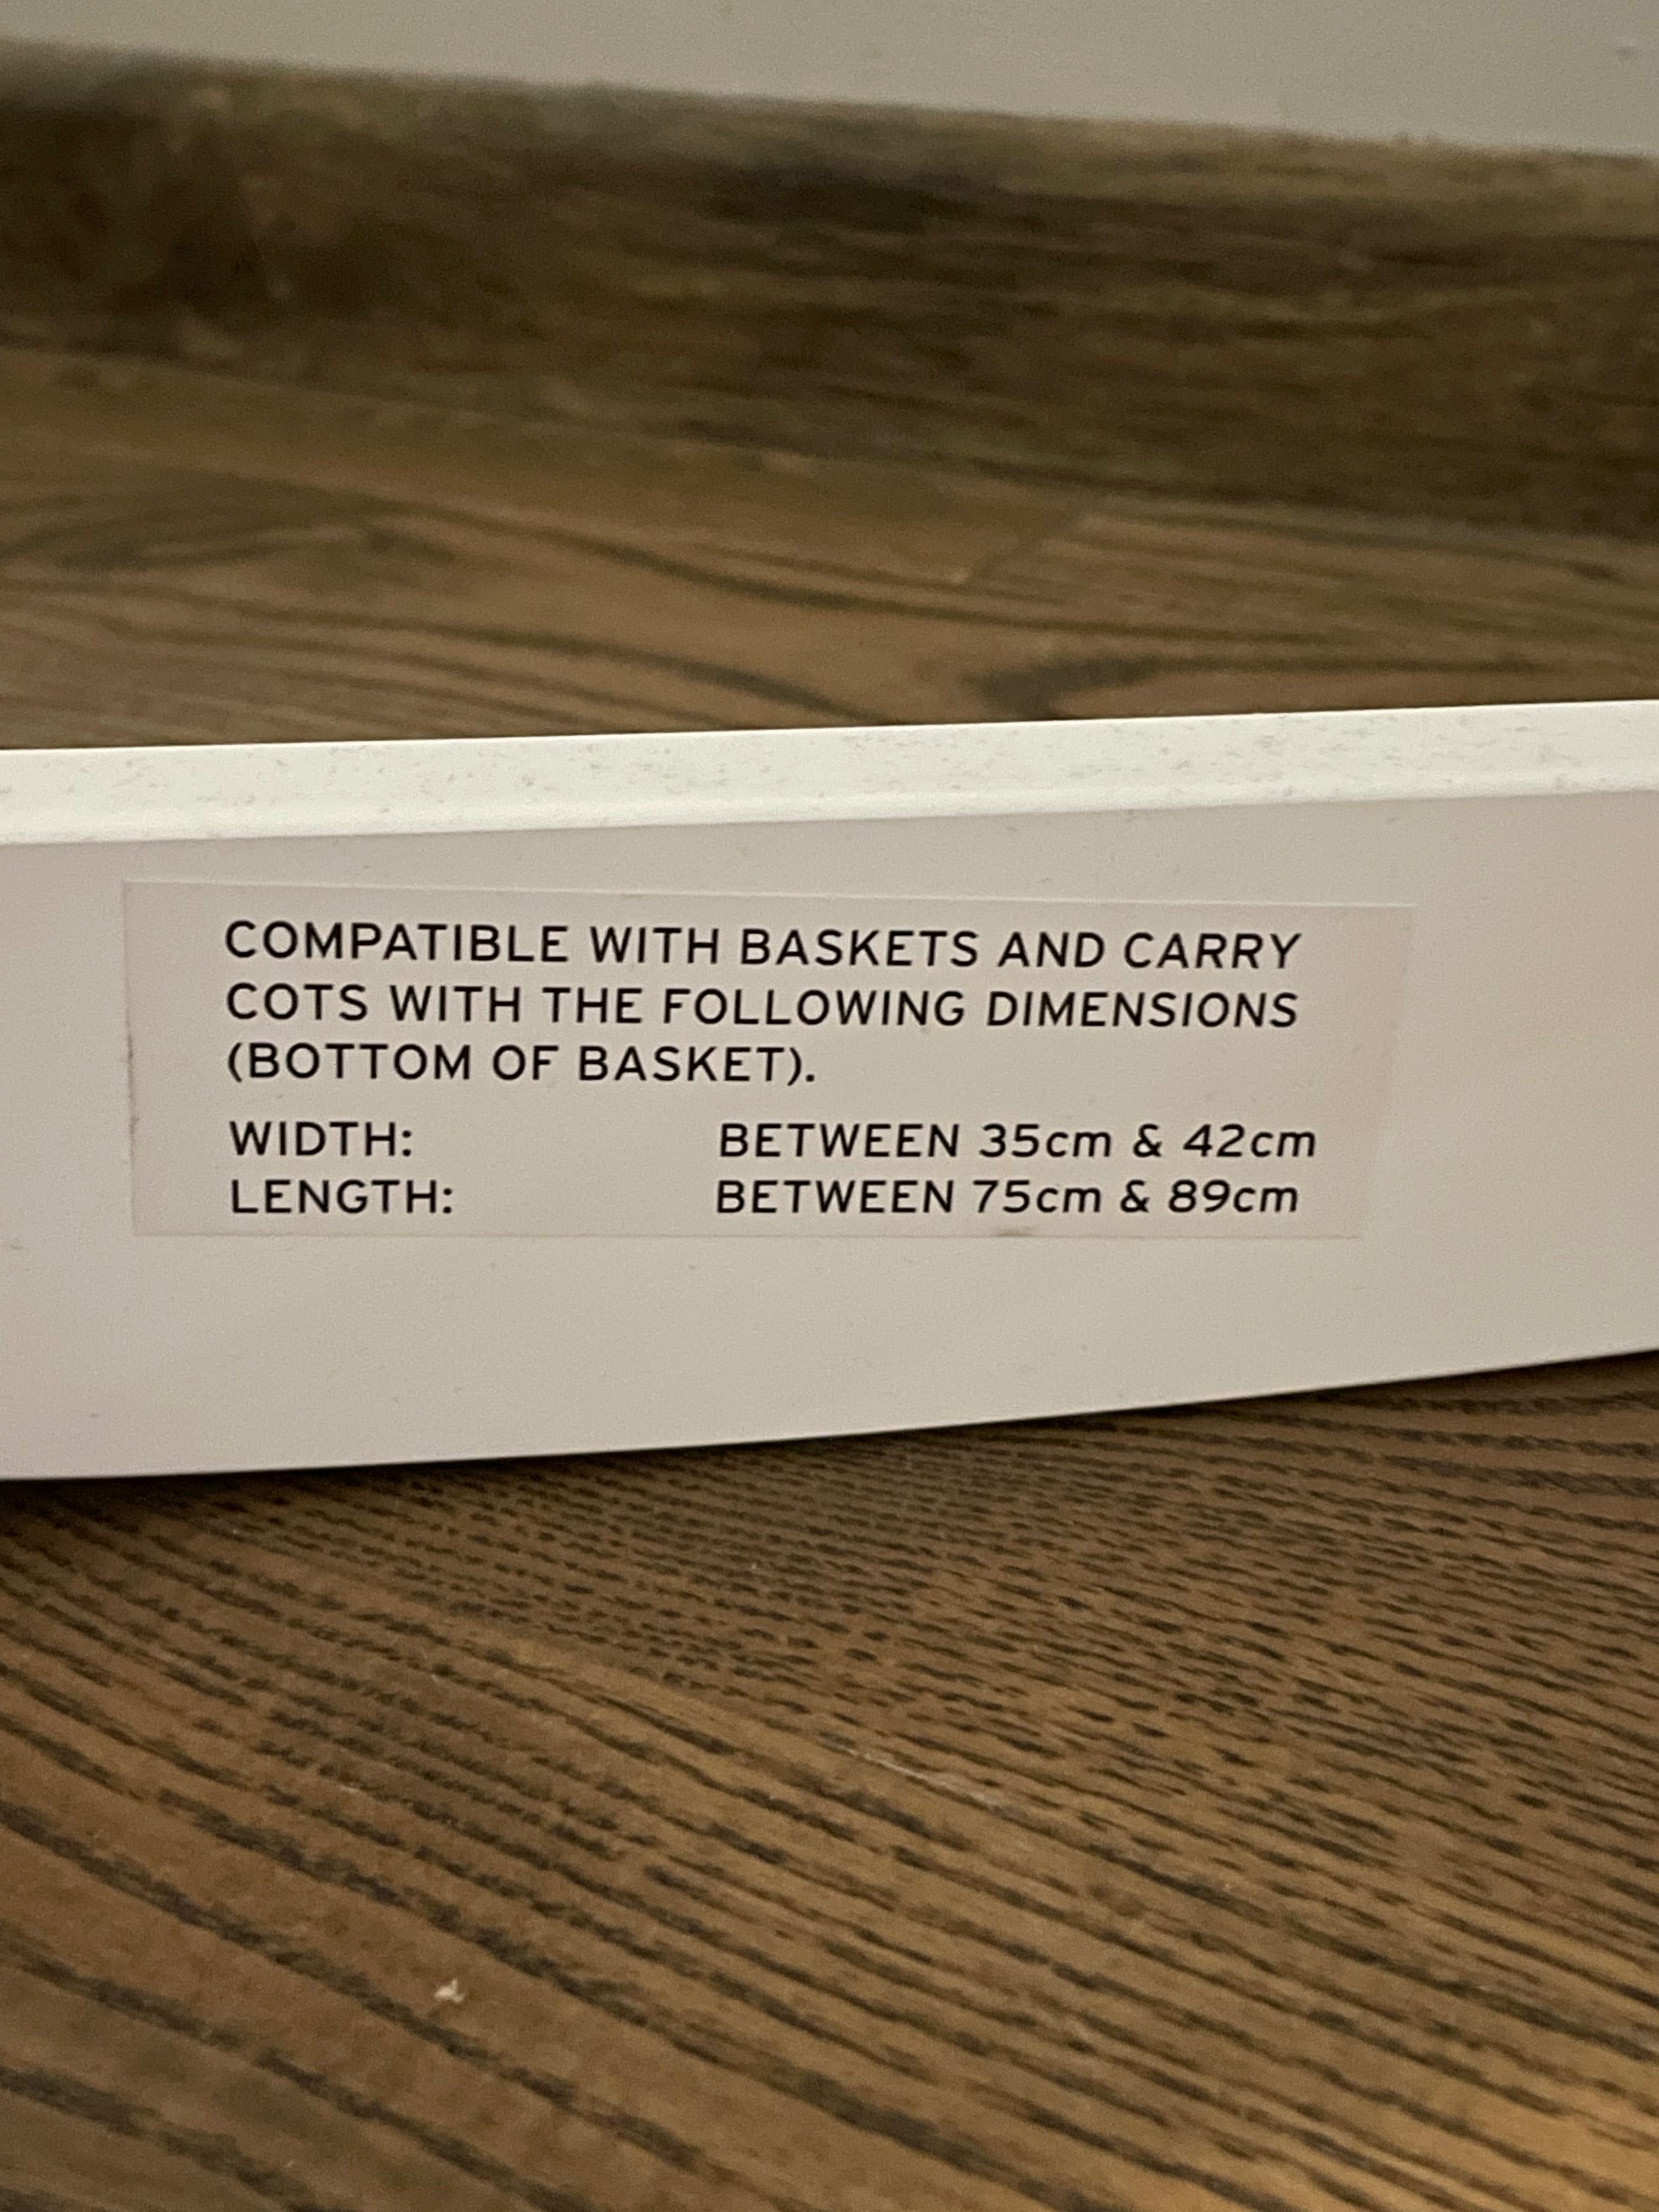 COMPATIBLE WITH BASKETS AND CARRY
COTS WITH THE FOLLOWING DIMENSIONS
(BOTTOM OF BASKET).
WIDTH: BETWEEN 35cm & 42cm
LENGTH: BETWEEN 75cm & 89cm